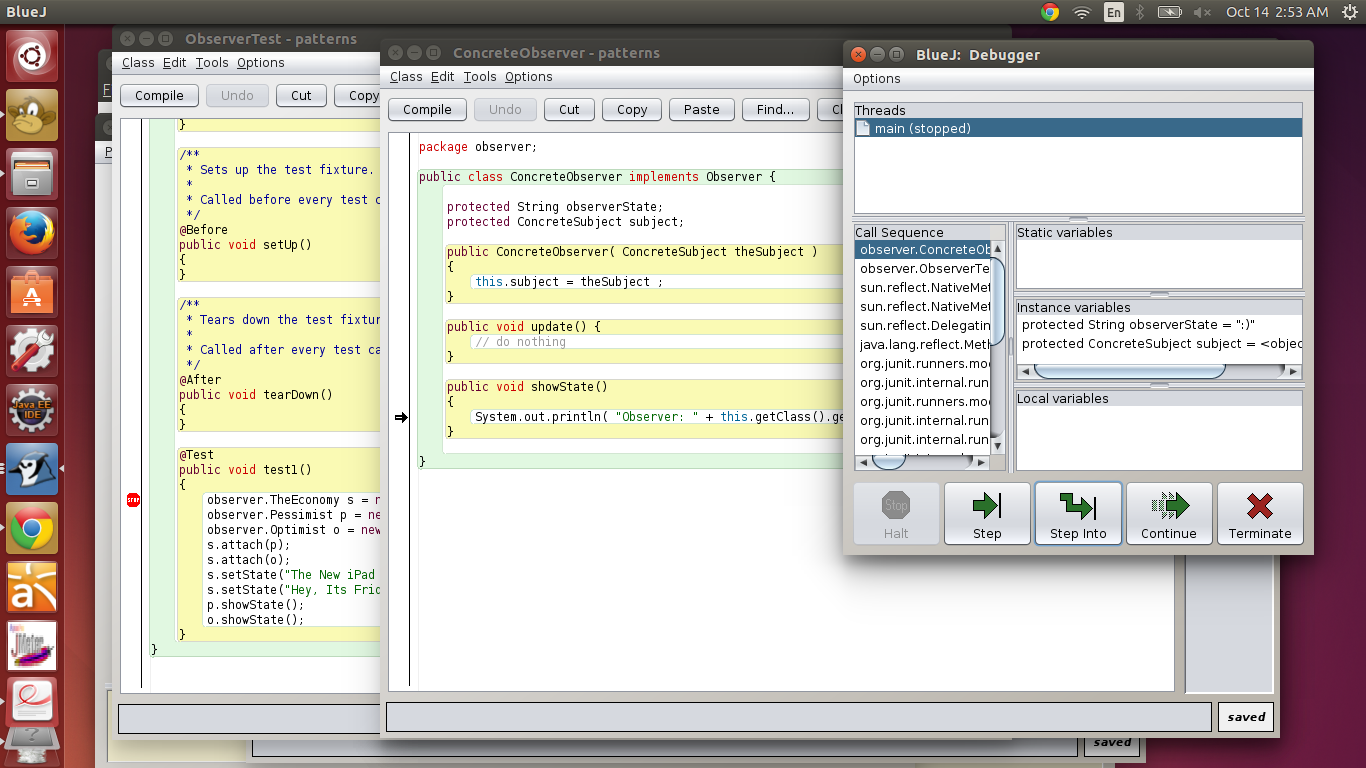 BlueJ
En
Oct 14 2:53 AM
ObserverTest - patterns
Class Edit Tools Options
Compile Undo Cut Copy
}
/**
* Sets up the test fixture.
*
* Called before every test c
*/
@Before
public void setUp()
{
}
/**
* Tears down the test fixtur
*
* Called after every test ca
*/
@After
public void tearDown()
{
}
@Test
public void test1()
{
observer.TheEconomy s = n
observer.Pessimist p = ne
observer.Optimist o = new
s.attach(p);
s.attach(o);
s.setState("The New iPad
s.setState("Hey, Its Frid
p.showState();
o.showState();
}
}
ConcreteObserver - patterns
Class Edit Tools Options
Compile Undo Cut Copy Paste Find... Cl
package observer;
public class ConcreteObserver implements Observer {
protected String observerState;
protected ConcreteSubject subject;
public ConcreteObserver( ConcreteSubject theSubject )
{
this.subject = theSubject ;
}
public void update() {
// do nothing
}
public void showState()
{
System.out.println( "Observer: " + this.getClass().ge
}
}
saved
saved
BlueJ: Debugger
Options
Threads
main (stopped)
Call Sequence
observer.ConcreteOb
observer.ObserverTe
sun.reflect.NativeMet
sun.reflect.NativeMet
sun.reflect.Delegatin
java.lang.reflect.Meth
org.junit.runners.mod
org.junit.internal.run
org.junit.runners.mod
org.junit.internal.run
org.junit.internal.run
Static variables
Instance variables
protected String observerState = ":)"
protected ConcreteSubject subject = <objec
Local variables
Stop
Halt Step Step Into Continue Terminate
Java EE
IDE
JMeter
STOP